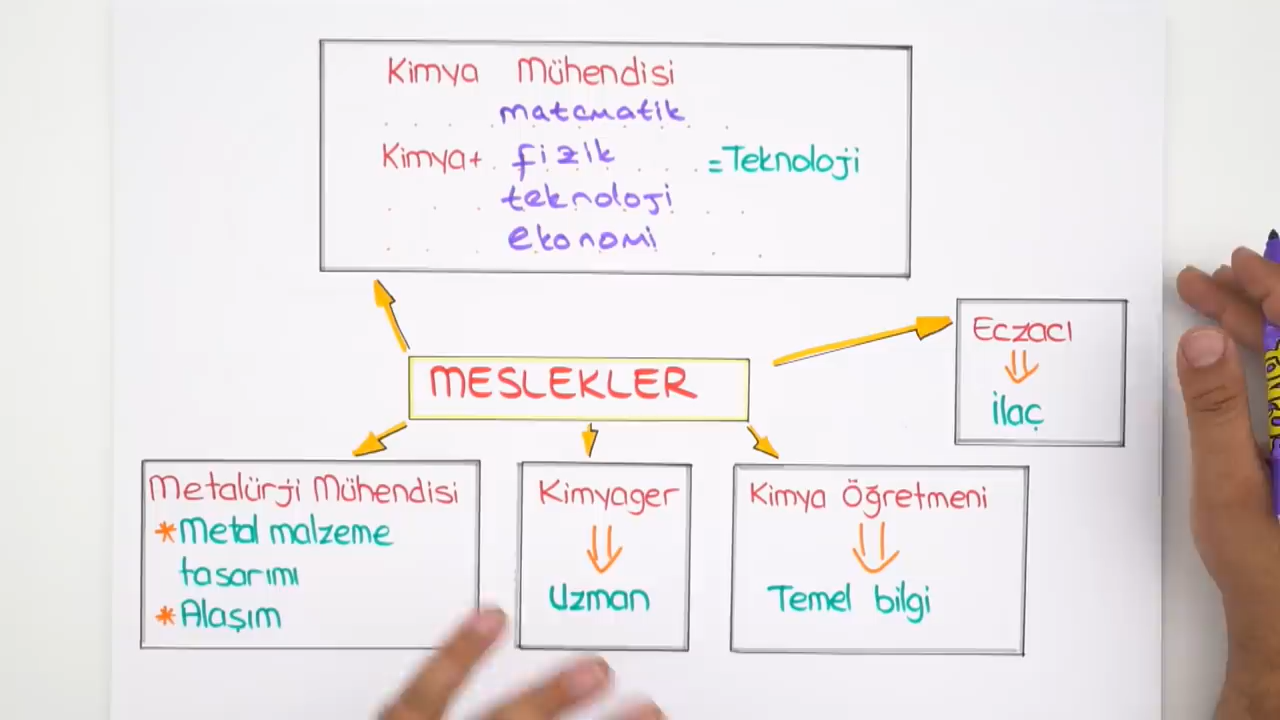 Kimya Mühendisi
matematik
Kimya+ fizik = Teknoloji
teknoloji
ekonomi
MESLEKLER
Eczacı
⇓
İlaç
Metalürji Mühendisi
* Metal malzeme
tasarımı
* Alaşım
Kimyager
⇓
Uzman
Kimya Öğretmeni
⇓
Temel bilgi